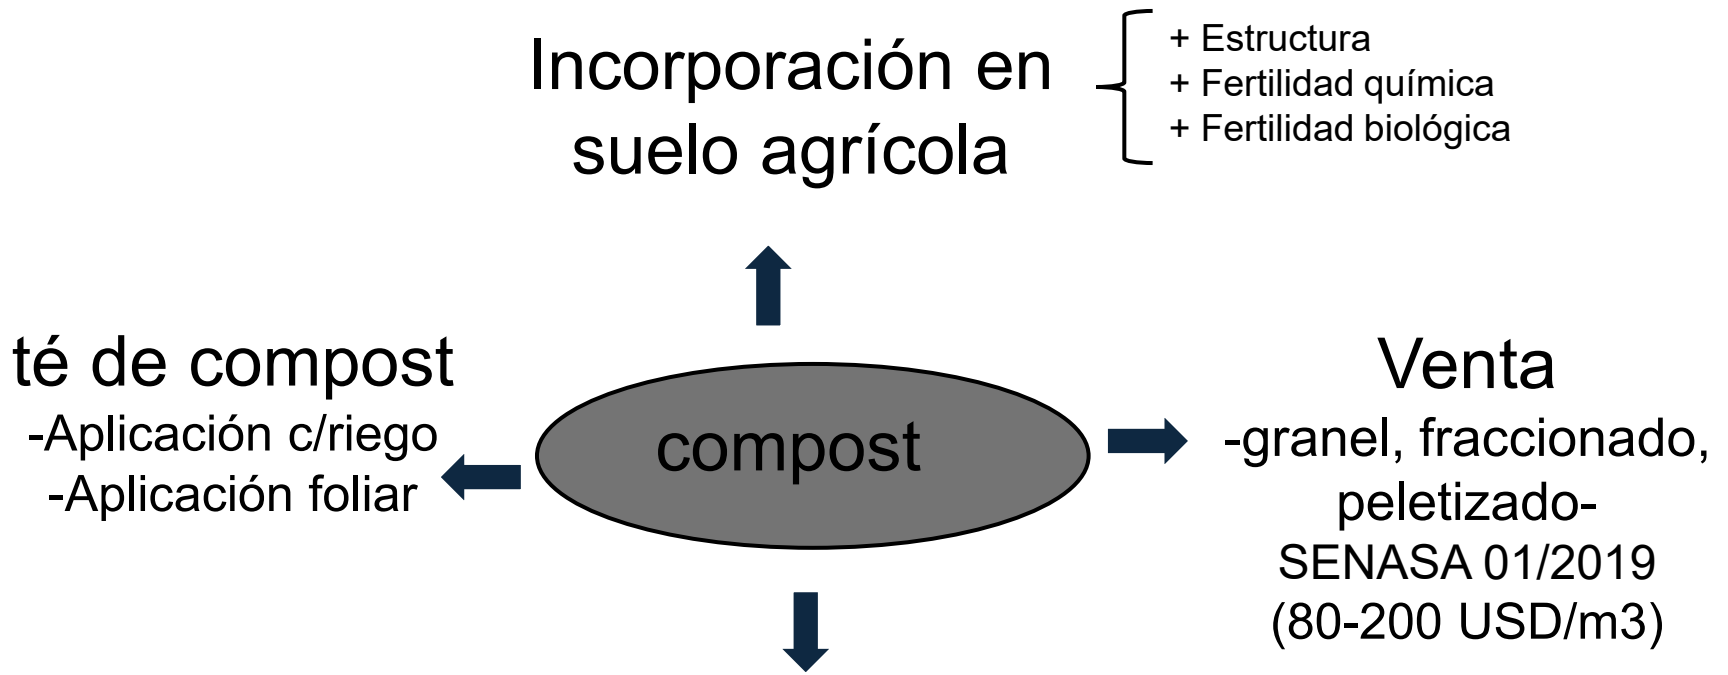 Incorporación en
suelo agrícola
+ Estructura
+ Fertilidad química
+ Fertilidad biológica
té de compost
-Aplicación c/riego
-Aplicación foliar
compost
Venta
-granel, fraccionado,
peletizado-
SENASA 01/2019
(80-200 USD/m3)